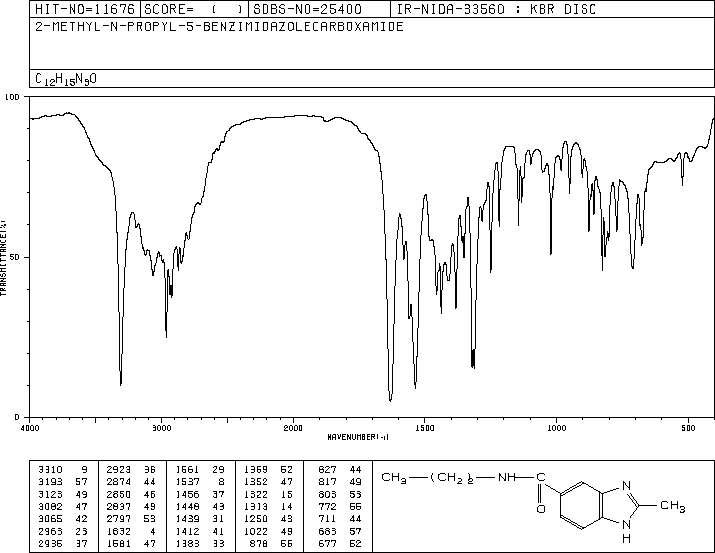 HIT-NO=11676 SCORE= ( ) SDBS-NO=25400 IR-NIDA-33560 : KBR DISC
2-METHYL-N-PROPYL-5-BENZIMIDAZOLECARBOXAMIDE
C12H15N3O
100
50
0
TRANSMITTANCE(%)
4000 3000 2000 1500 1000 500
WAVENUMBER(-1)
3310 9 2923 36 1561 29 1369 62 827 44
3193 57 2874 44 1537 8 1352 47 817 49
3123 49 2850 46 1456 37 1322 15 803 53
3082 47 2837 49 1448 43 1313 14 772 55
3065 42 2797 53 1439 31 1250 43 711 44
2963 23 1632 4 1412 41 1022 49 683 57
2935 37 1581 47 1383 33 878 55 677 52
CH3 (CH2)2 NH C
O
N
CH3
N
H